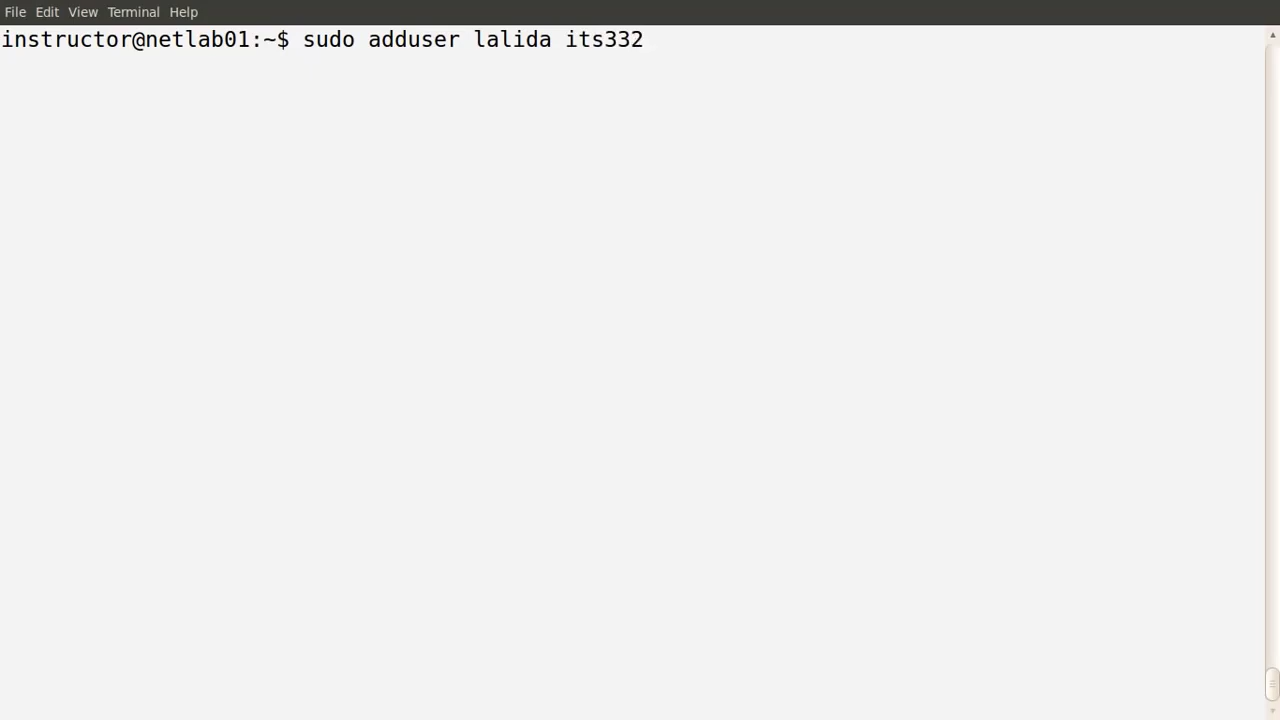 File Edit View Terminal Help
instructor@netlab01:~$ sudo adduser lalida its332